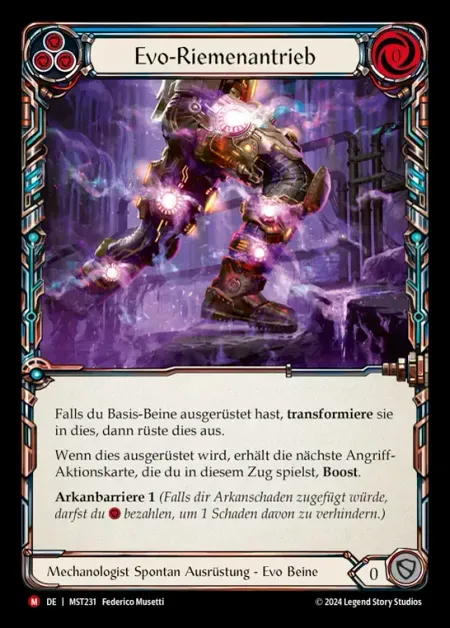 Evo-Riemenantrieb
Falls du Basis-Beine ausgerüstet hast, transformiere sie
in dies, dann rüste dies aus.
Wenn dies ausgerüstet wird, erhält die nächste Angriff-
Aktionskarte, die du in diesem Zug spielst, Boost.
Arkanbarriere 1 (Falls dir Arkanschaden zugefügt würde,
darfst du bezahlen, um 1 Schaden davon zu verhindern.)
Mechanologist Spontan Ausrüstung - Evo Beine 0
M DE | MST231 Federico Musetti © 2024 Legend Story Studios